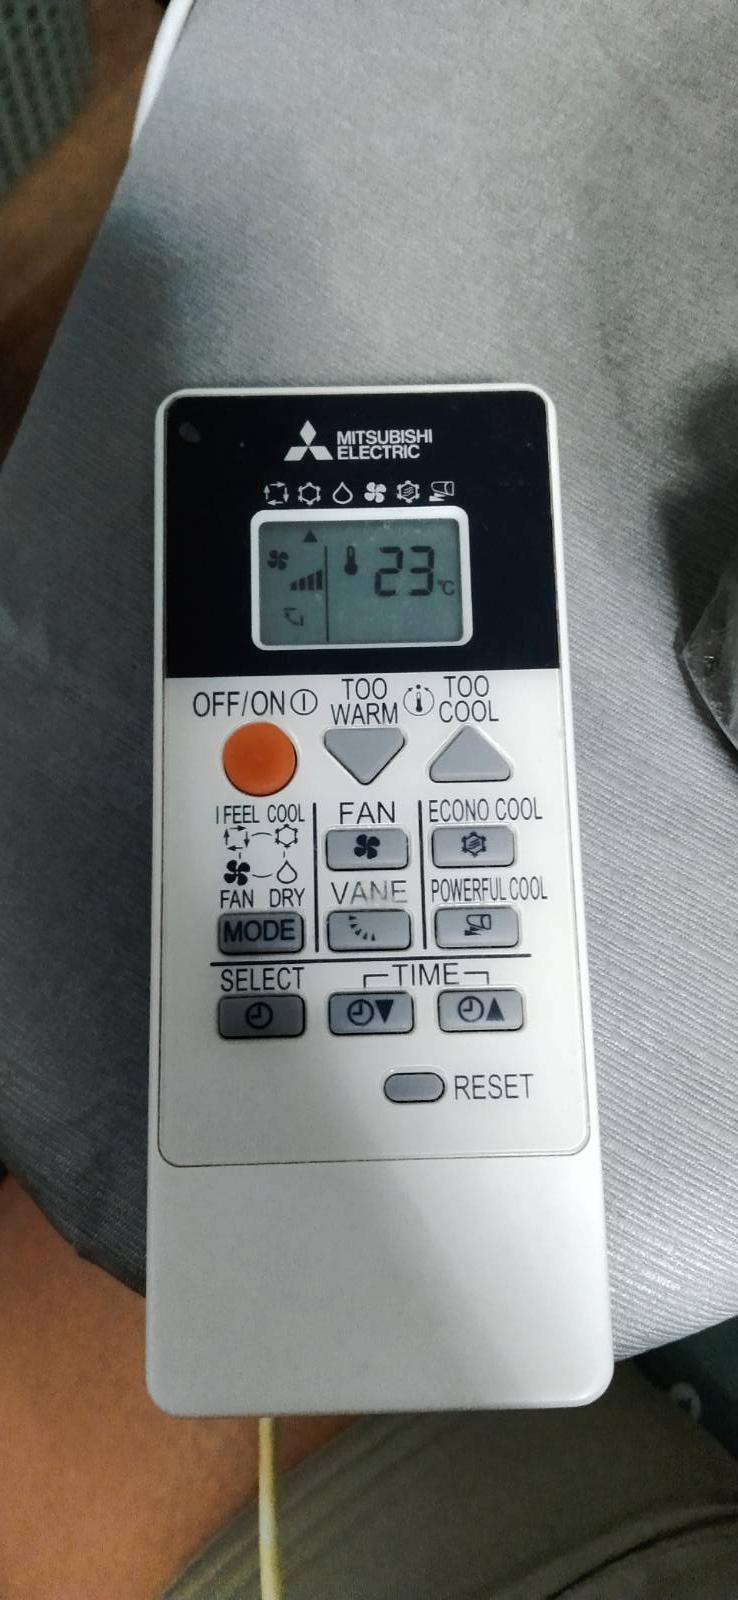 MITSUBISHI
ELECTRIC
23°C
OFF/ON
TOO WARM
TOO COOL
I FEEL COOL
FAN DRY
MODE
FAN
VANE
ECONO COOL
POWERFUL COOL
SELECT
TIME
RESET